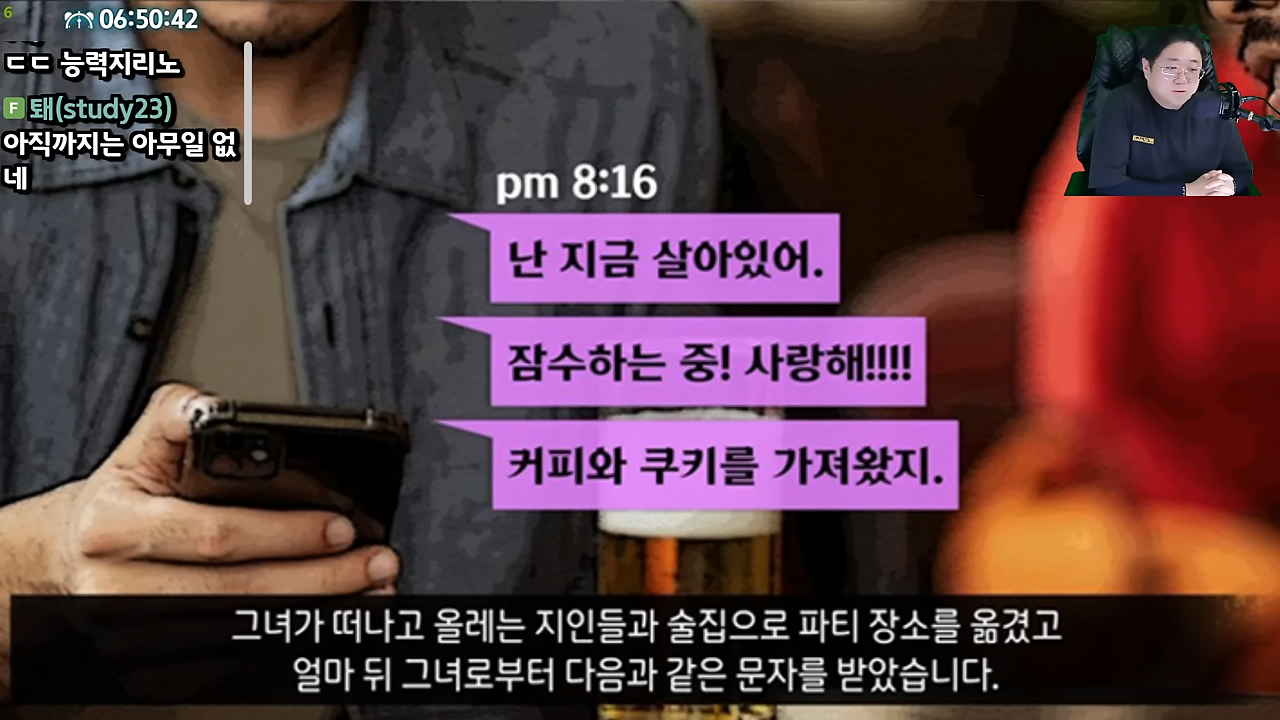 6
06:50:42
ㄷㄷ 능력지리노
F 퇘(study23)
아직까지는 아무일 없
네
pm 8:16
난 지금 살아있어.
잠수하는 중! 사랑해!!!!
커피와 쿠키를 가져왔지.
그녀가 떠나고 올레는 지인들과 술집으로 파티 장소를 옮겼고
얼마 뒤 그녀로부터 다음과 같은 문자를 받았습니다.